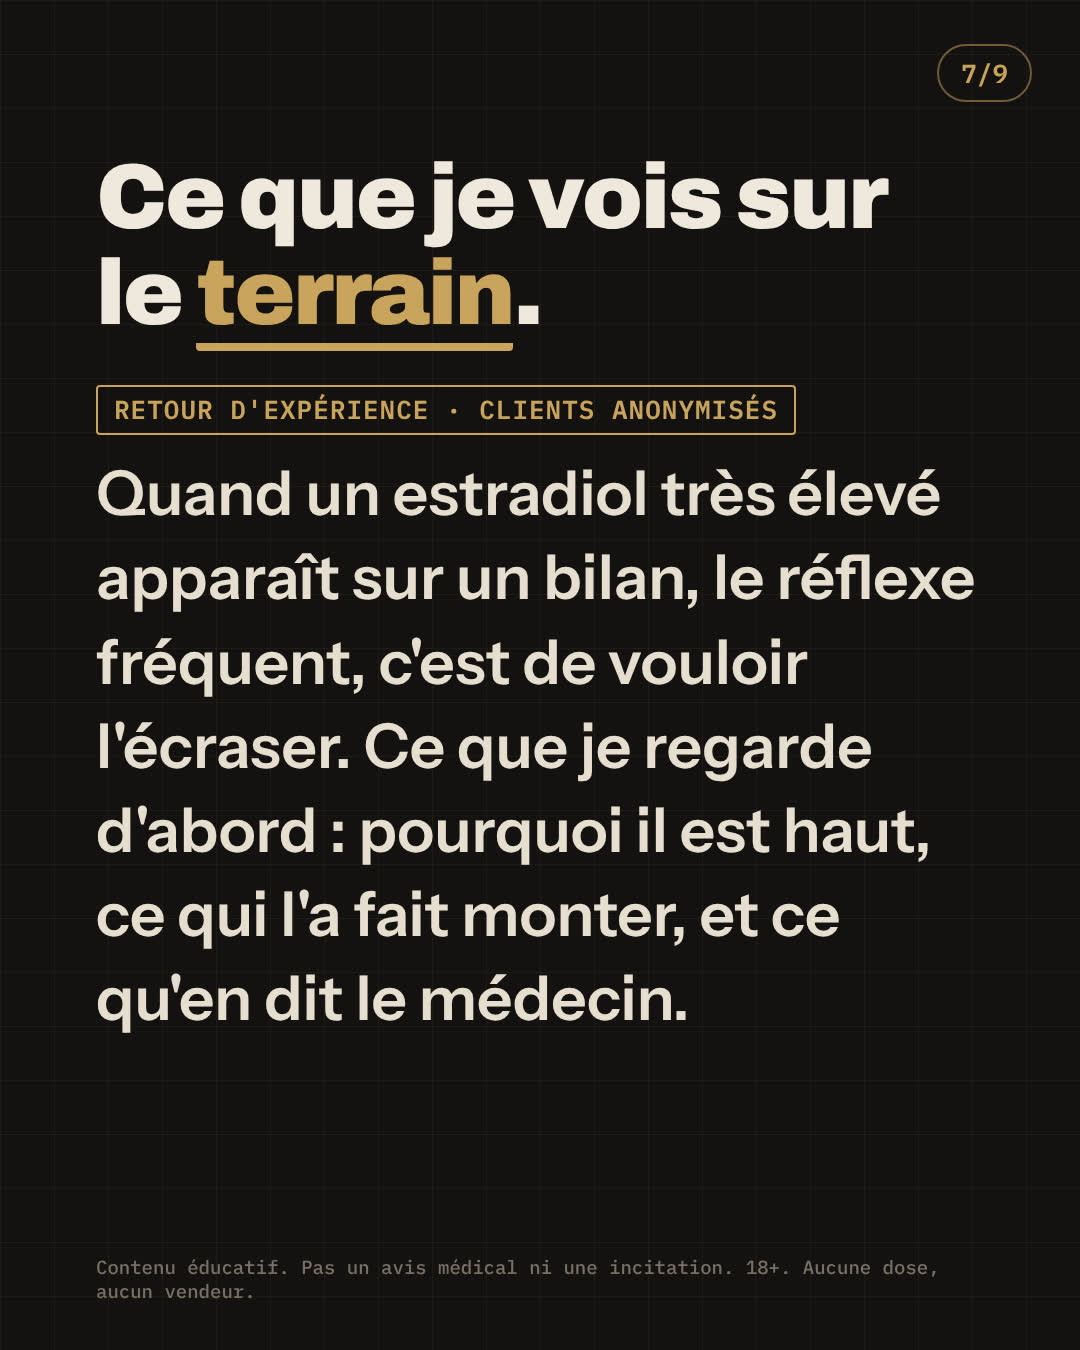 7/9
Ce que je vois sur
le terrain.
RETOUR D'EXPÉRIENCE · CLIENTS ANONYMISÉS
Quand un estradiol très élevé
apparaît sur un bilan, le réflexe
fréquent, c'est de vouloir
l'écraser. Ce que je regarde
d'abord : pourquoi il est haut,
ce qui l'a fait monter, et ce
qu'en dit le médecin.
Contenu éducatif. Pas un avis médical ni une incitation. 18+. Aucune dose,
aucun vendeur.